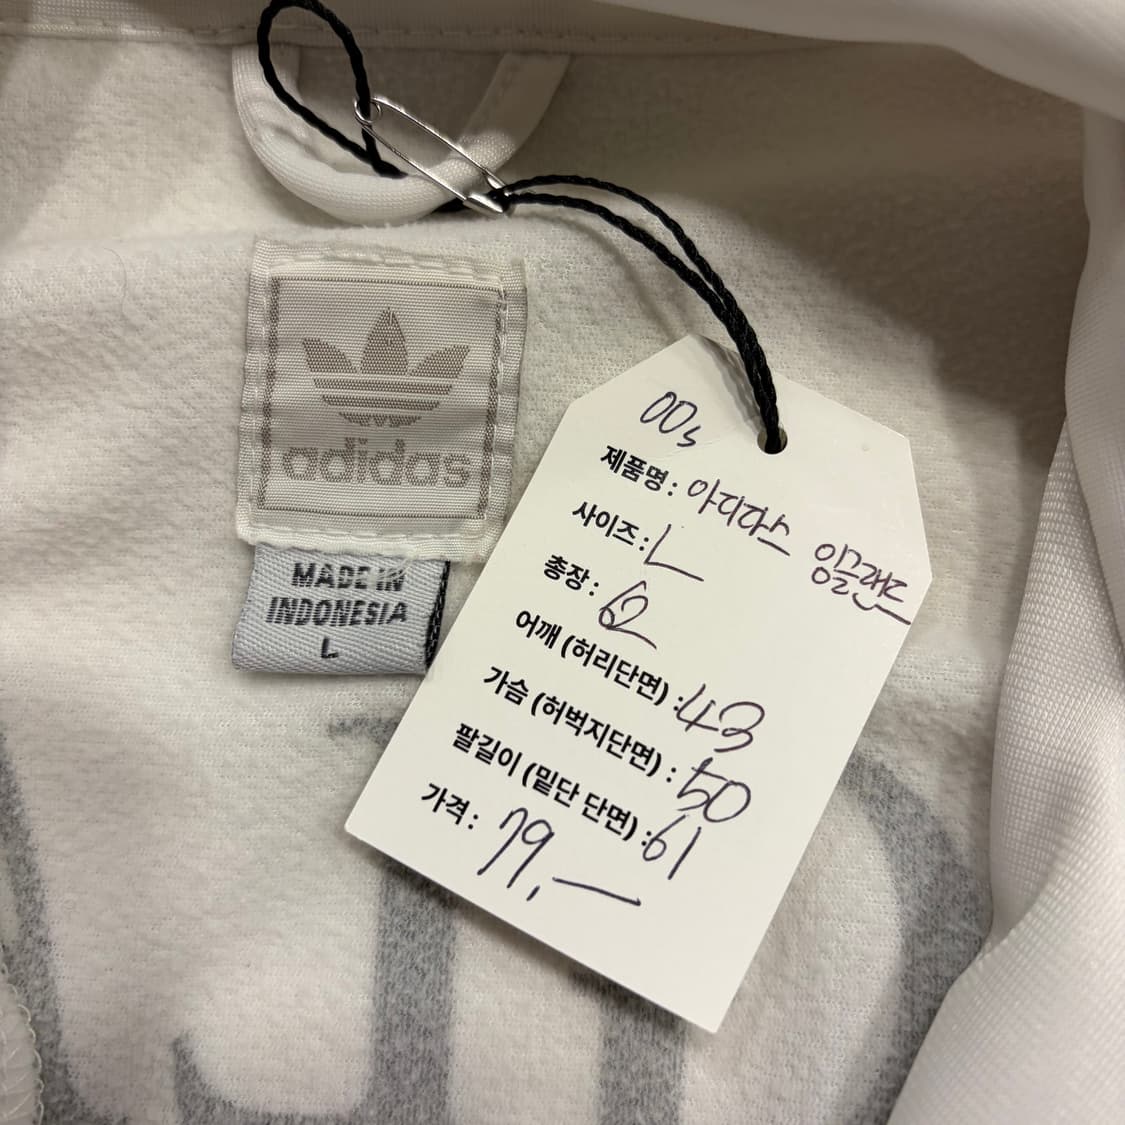 adidas
MADE IN
INDONESIA
L
00s
제품명: 아디다스 잉글랜드
사이즈: L
총장: 62
어깨 (허리단면) : 43
가슴 (허벅지단면) : 50
팔길이 (밑단 단면) : 61
가격: 79,—